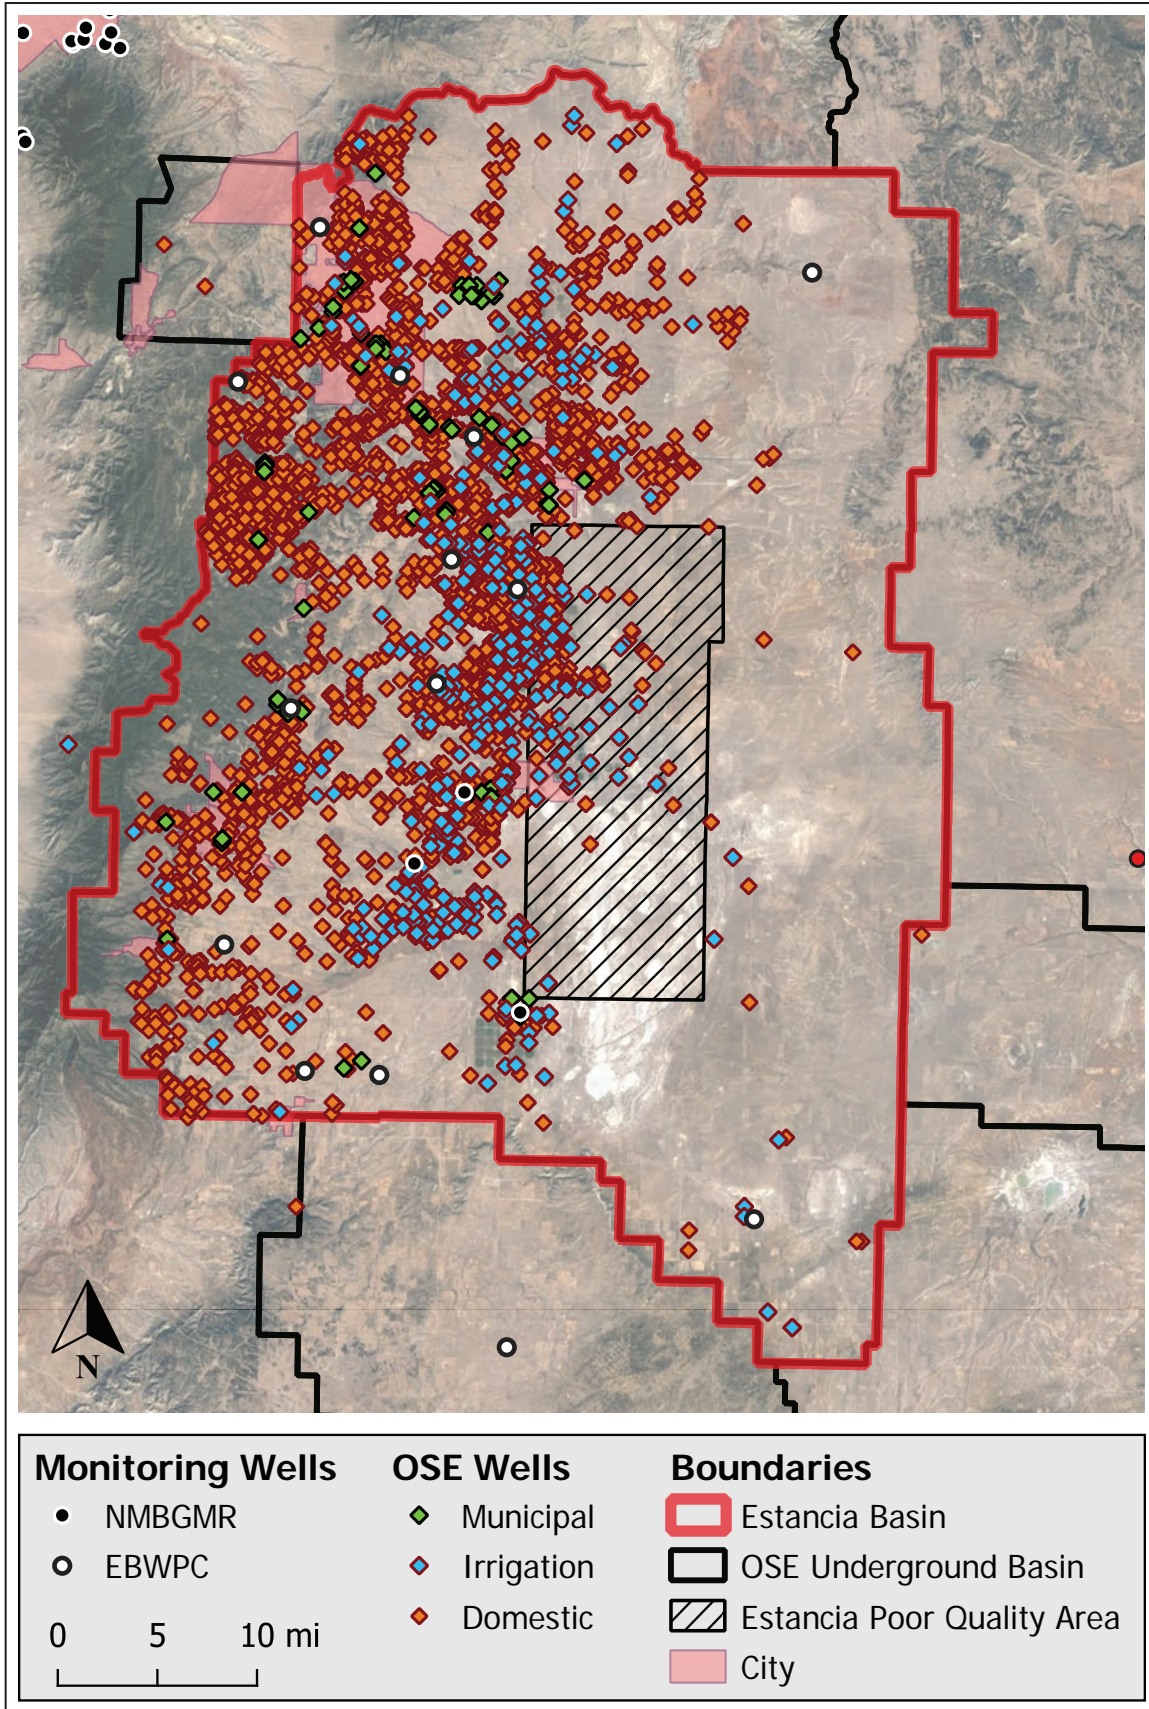 N
Monitoring Wells
NMBGMR
EBWPC
0 5 10 mi
OSE Wells
Municipal
Irrigation
Domestic
Boundaries
Estancia Basin
OSE Underground Basin
Estancia Poor Quality Area
City